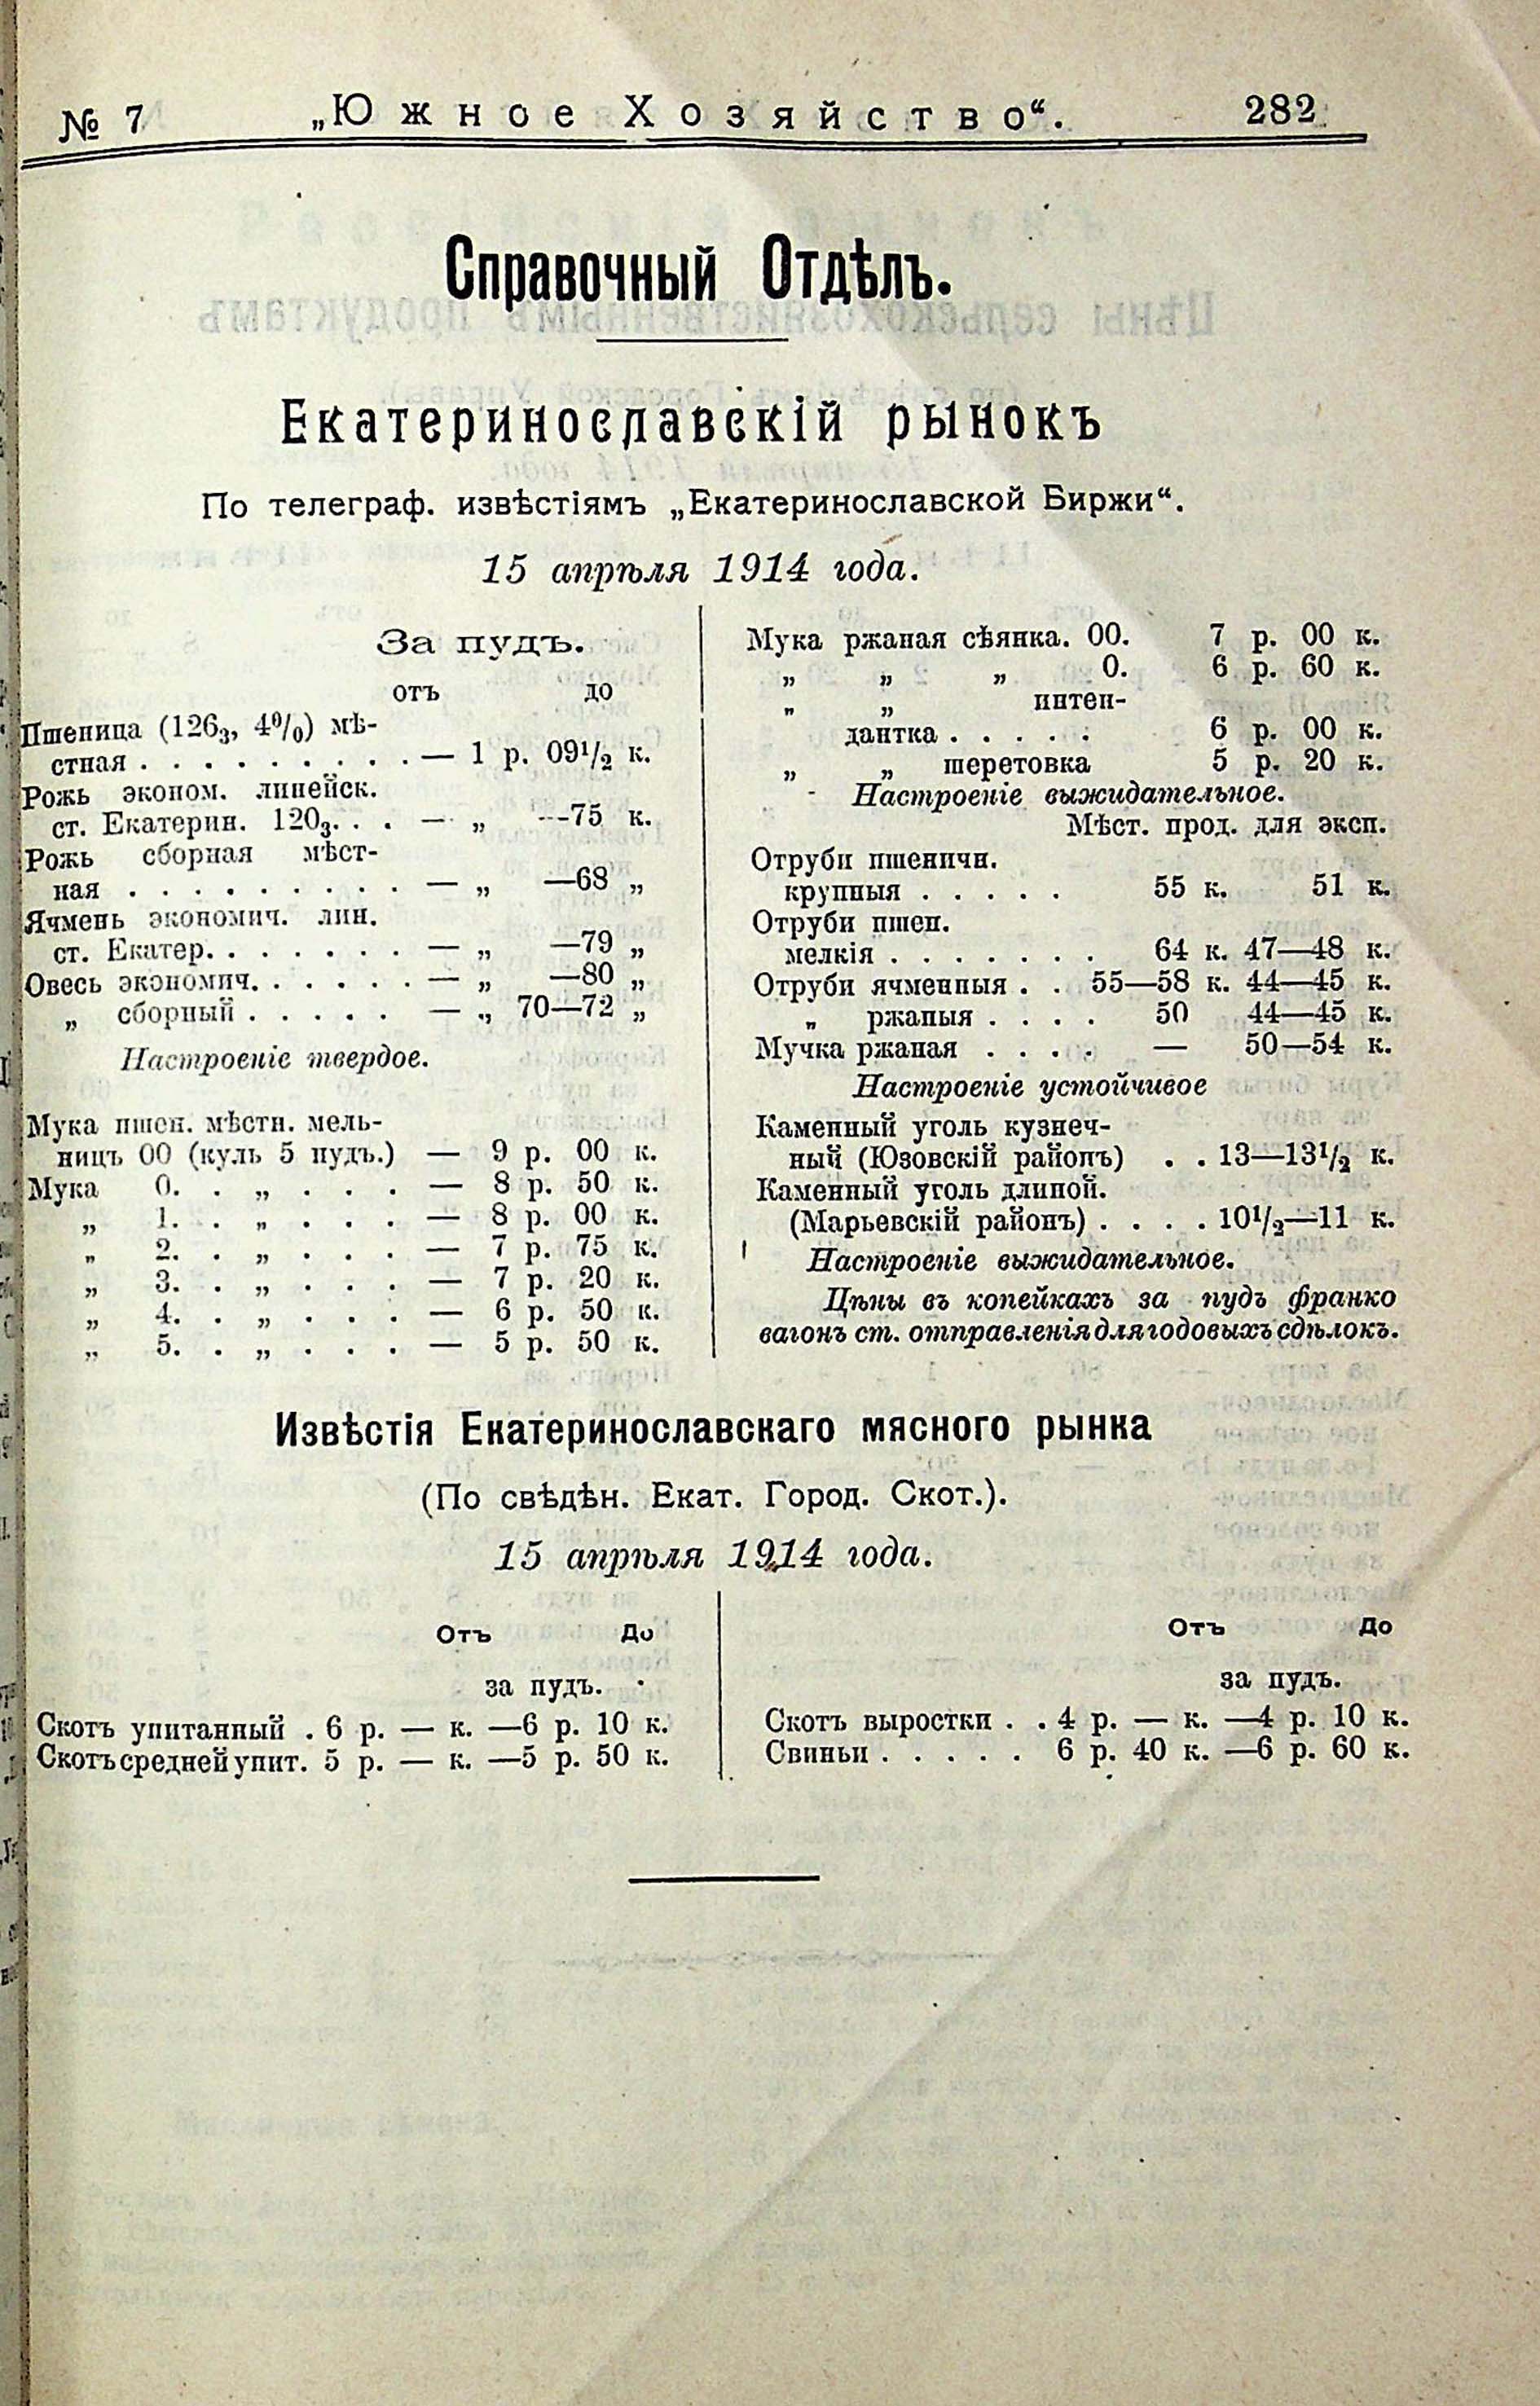 № 7 „Южное Хозяйство“. 282
Справочный Отдѣлъ.
Екатеринославскій рынокъ
По телеграф. извѣстіямъ „Екатеринославской Биржи“.
15 апрѣля 1914 года.
За пудъ.
отъ до
Пшеница (126₃, 4⁰/₀) мѣ-
стная . . . . . . . . . — 1 р. 09¹/₂ к.
Рожь эконом. линейск.
ст. Екатерин. 120₃. . . — „ —75 к.
Рожь сборная мѣст-
ная . . . . . . . . . — „ —68 „
Ячмень экономич. лин.
ст. Екатер. . . . . . . — „ —79 „
Овесь экономич. . . . . . — „ —80 „
„ сборный . . . . . — „ 70—72 „
Настроеніе твердое.
Мука пшен. мѣстн. мель-
ницъ 00 (куль 5 пудъ.) — 9 р. 00 к.
Мука 0. . „ . . . — 8 р. 50 к.
„ 1. . „ . . . — 8 р. 00 к.
„ 2. . „ . . . — 7 р. 75 к.
„ 3. . „ . . . — 7 р. 20 к.
„ 4. . „ . . . — 6 р. 50 к.
„ 5. . „ . . . — 5 р. 50 к.
Мука ржаная сѣянка. 00. 7 р. 00 к.
„ „ „ 0. 6 р. 60 к.
„ „ интен-
дантка . . . . . 6 р. 00 к.
„ „ шеретовка 5 р. 20 к.
Настроеніе выжидательное.
Мѣст. прод. для эксп.
Отруби пшеничн.
крупныя . . . . . 55 к. 51 к.
Отруби пшен.
мелкія . . . . . . . 64 к. 47—48 к.
Отруби ячменныя . . 55—58 к. 44—45 к.
„ ржаныя . . . . 50 44—45 к.
Мучка ржаная . . . . — 50—54 к.
Настроеніе устойчивое
Каменный уголь кузнеч-
ный (Юзовскій районъ) . . 13—13¹/₂ к.
Каменный уголь длиной.
(Марьевскій районъ) . . . . 10¹/₂—11 к.
Настроеніе выжидательное.
Цѣны въ копейкахъ за пудъ франко
вагонъ ст. отправленія для годовыхъ сдѣлокъ.
Извѣстія Екатеринославскаго мясного рынка
(По свѣдѣн. Екат. Город. Скот.).
15 апрѣля 1914 года.
Отъ До
за пудъ.
Скотъ упитанный . 6 р. — к. —6 р. 10 к.
Скотъ средней упит. 5 р. — к. —5 р. 50 к.
Отъ До
за пудъ.
Скотъ выростки . . 4 р. — к. —4 р. 10 к.
Свиньи . . . . . 6 р. 40 к. —6 р. 60 к.